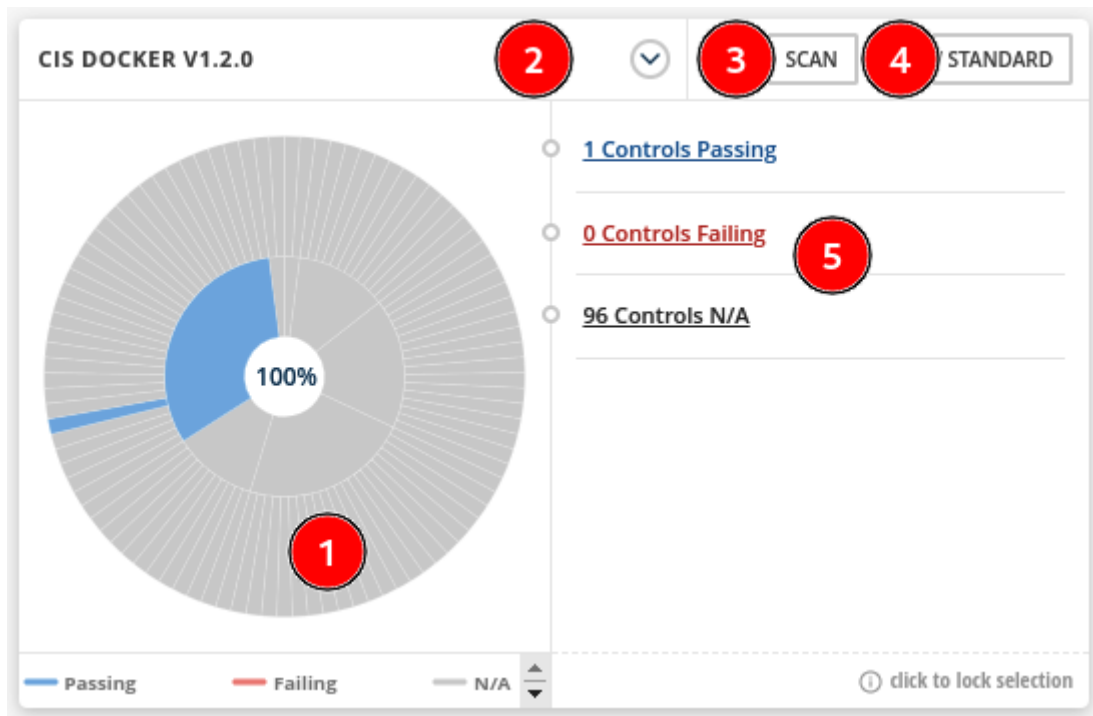 CIS DOCKER V1.2.0
2
3
SCAN
4
STANDARD
1 Controls Passing
0 Controls Failing
5
96 Controls N/A
100%
1
Passing
Failing
N/A
click to lock selection